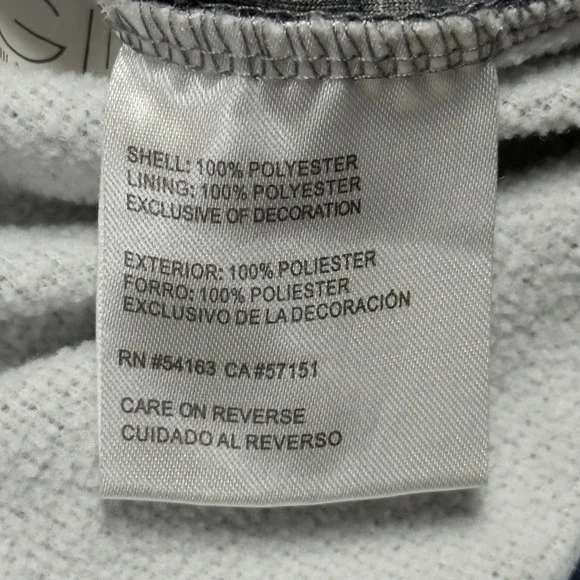 SHELL: 100% POLYESTER
LINING: 100% POLYESTER
EXCLUSIVE OF DECORATION
EXTERIOR: 100% POLIESTER
FORRO: 100% POLIESTER
EXCLUSIVO DE LA DECORACIÓN
RN #54163 CA#57151
CARE ON REVERSE
CUIDADO AL REVERSO